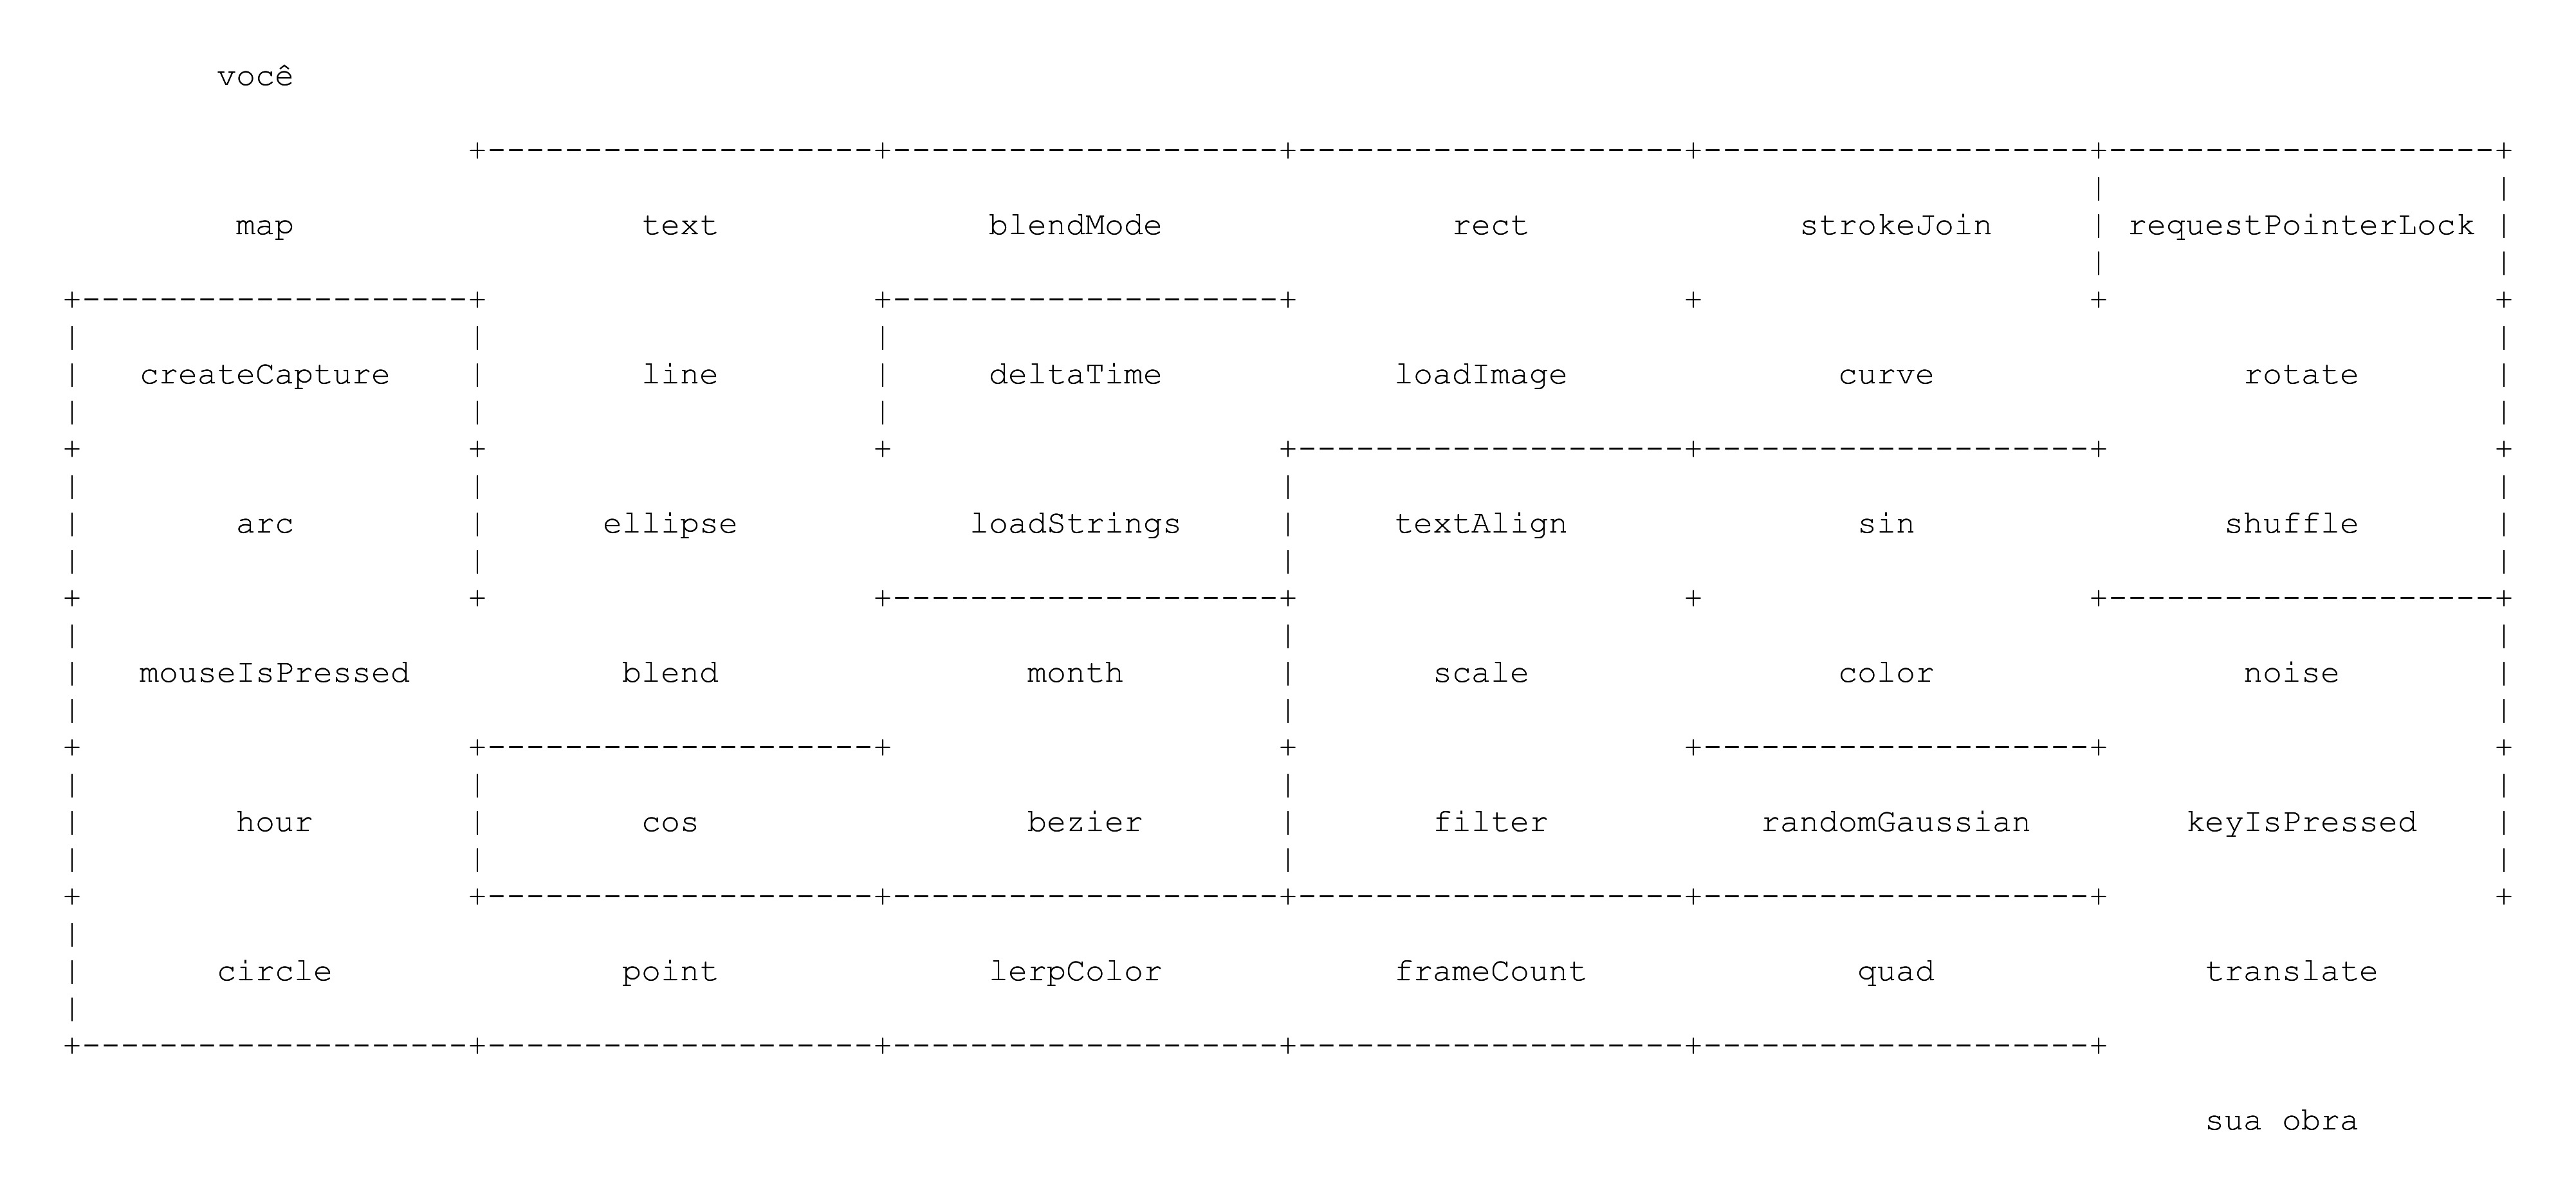 você
map text blendMode rect strokeJoin requestPointerLock
createCapture line deltaTime loadImage curve rotate
arc ellipse loadStrings textAlign sin shuffle
mouseIsPressed blend month scale color noise
hour cos bezier filter randomGaussian keyIsPressed
circle point lerpColor frameCount quad translate
sua obra